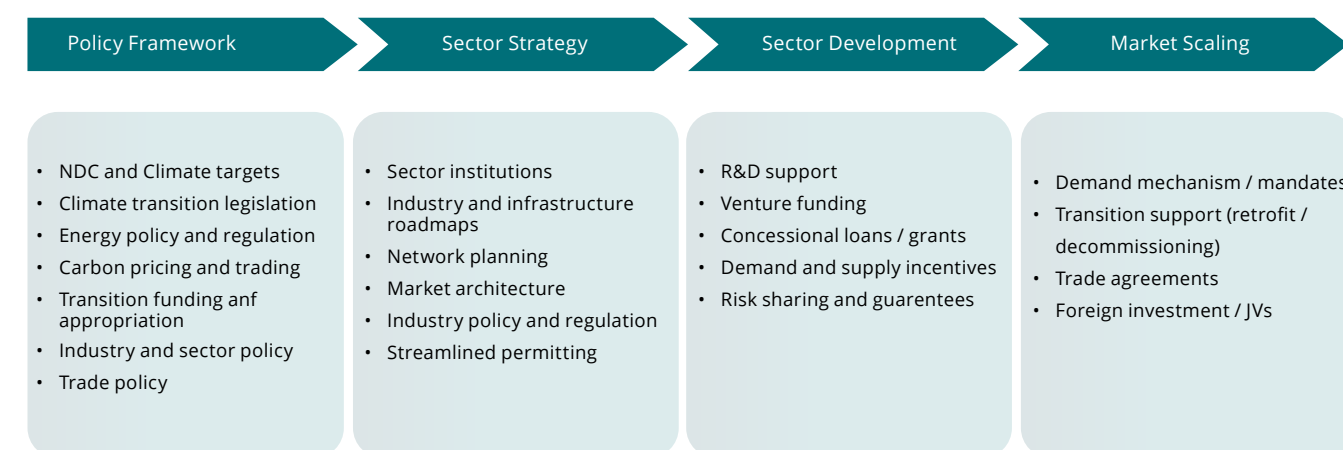 Policy Framework
Sector Strategy
Sector Development
Market Scaling
• NDC and Climate targets
• Climate transition legislation
• Energy policy and regulation
• Carbon pricing and trading
• Transition funding anf
appropriation
• Industry and sector policy
• Trade policy
• Sector institutions
• Industry and infrastructure
roadmaps
• Network planning
• Market architecture
• Industry policy and regulation
• Streamlined permitting
• R&D support
• Venture funding
• Concessional loans / grants
• Demand and supply incentives
• Risk sharing and guarentees
• Demand mechanism / mandates
• Transition support (retrofit /
decommissioning)
• Trade agreements
• Foreign investment / JVs